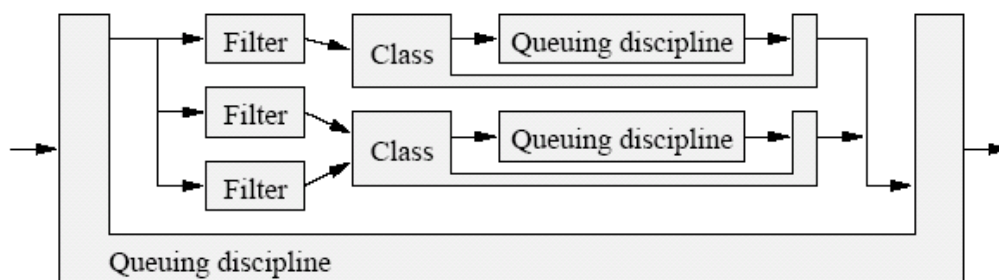 Filter
Class
Queuing discipline
Filter
Class
Queuing discipline
Filter
Queuing discipline